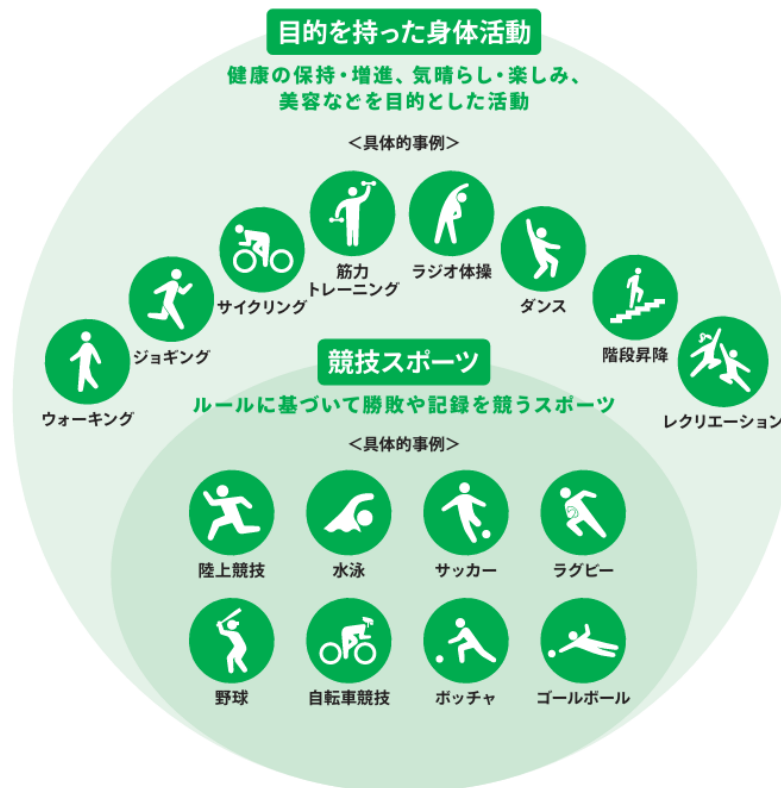 目的を持った身体活動
健康の保持・増進、気晴らし・楽しみ、
美容などを目的とした活動
＜具体的事例＞
ウォーキング
ジョギング
サイクリング
筋力
トレーニング
ラジオ体操
ダンス
階段昇降
レクリエーション
競技スポーツ
ルールに基づいて勝敗や記録を競うスポーツ
＜具体的事例＞
陸上競技
水泳
サッカー
ラグビー
野球
自転車競技
ボッチャ
ゴールボール